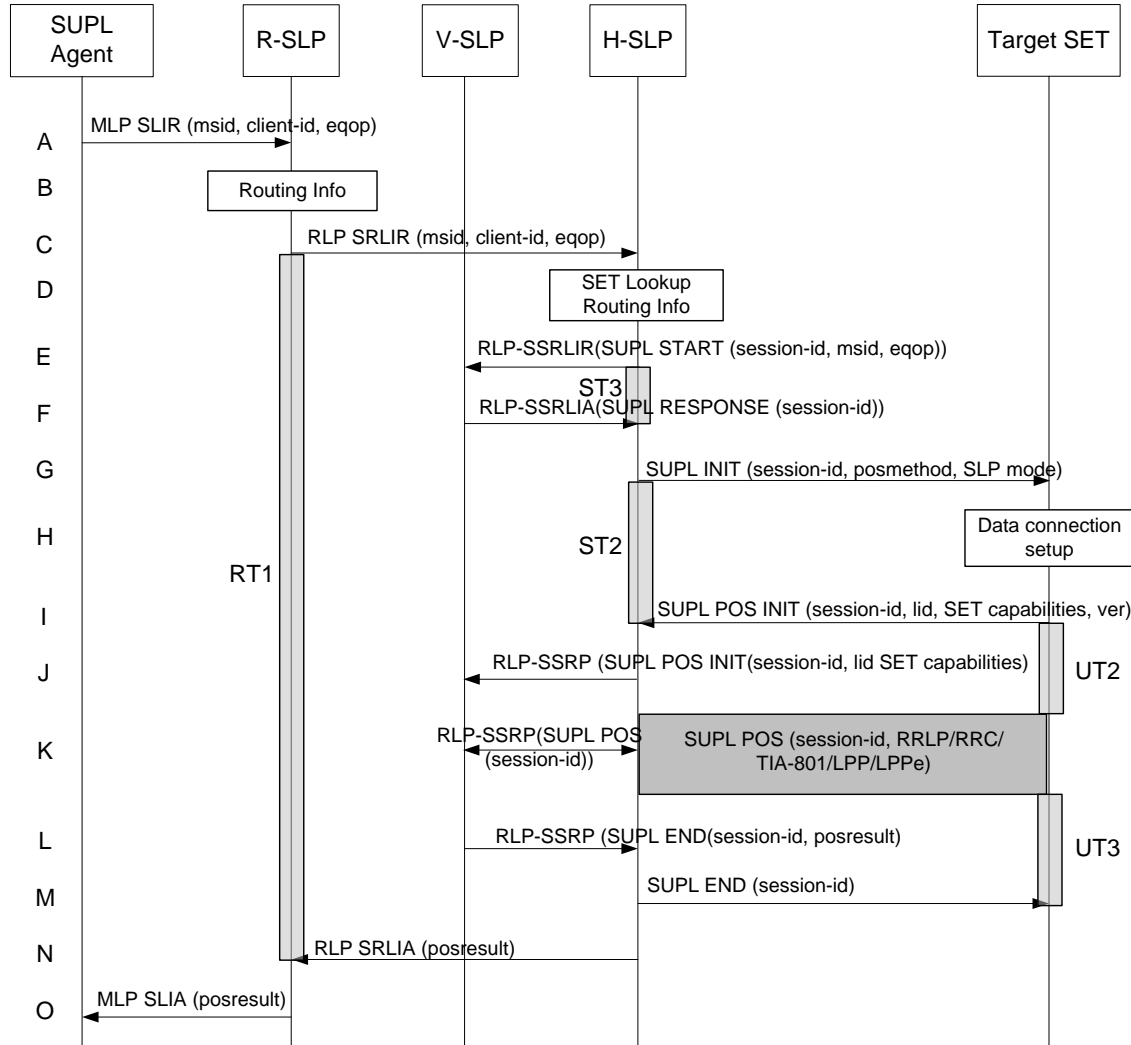 SUPL
Agent
R-SLP
V-SLP
H-SLP
Target SET
MLP SLIR (msid, client-id, eqop)
A
B
Routing Info
RLP SRLIR (msid, client-id, eqop)
C
D
SET Lookup
Routing Info
E
RLP-SSRLIR(SUPL START (session-id, msid, eqop))
ST3
F
RLP-SSRLIA(SUPL RESPONSE (session-id))
G
SUPL INIT (session-id, posmethod, SLP mode)
H
Data connection
setup
ST2
RT1
I
SUPL POS INIT (session-id, lid, SET capabilities, ver)
J
RLP-SSRP (SUPL POS INIT(session-id, lid SET capabilities)
UT2
K
RLP-SSRP(SUPL POS
(session-id))
SUPL POS (session-id, RRLP/RRC/
TIA-801/LPP/LPPe)
L
RLP-SSRP (SUPL END(session-id, posresult)
UT3
M
SUPL END (session-id)
N
RLP SRLIA (posresult)
O
MLP SLIA (posresult)